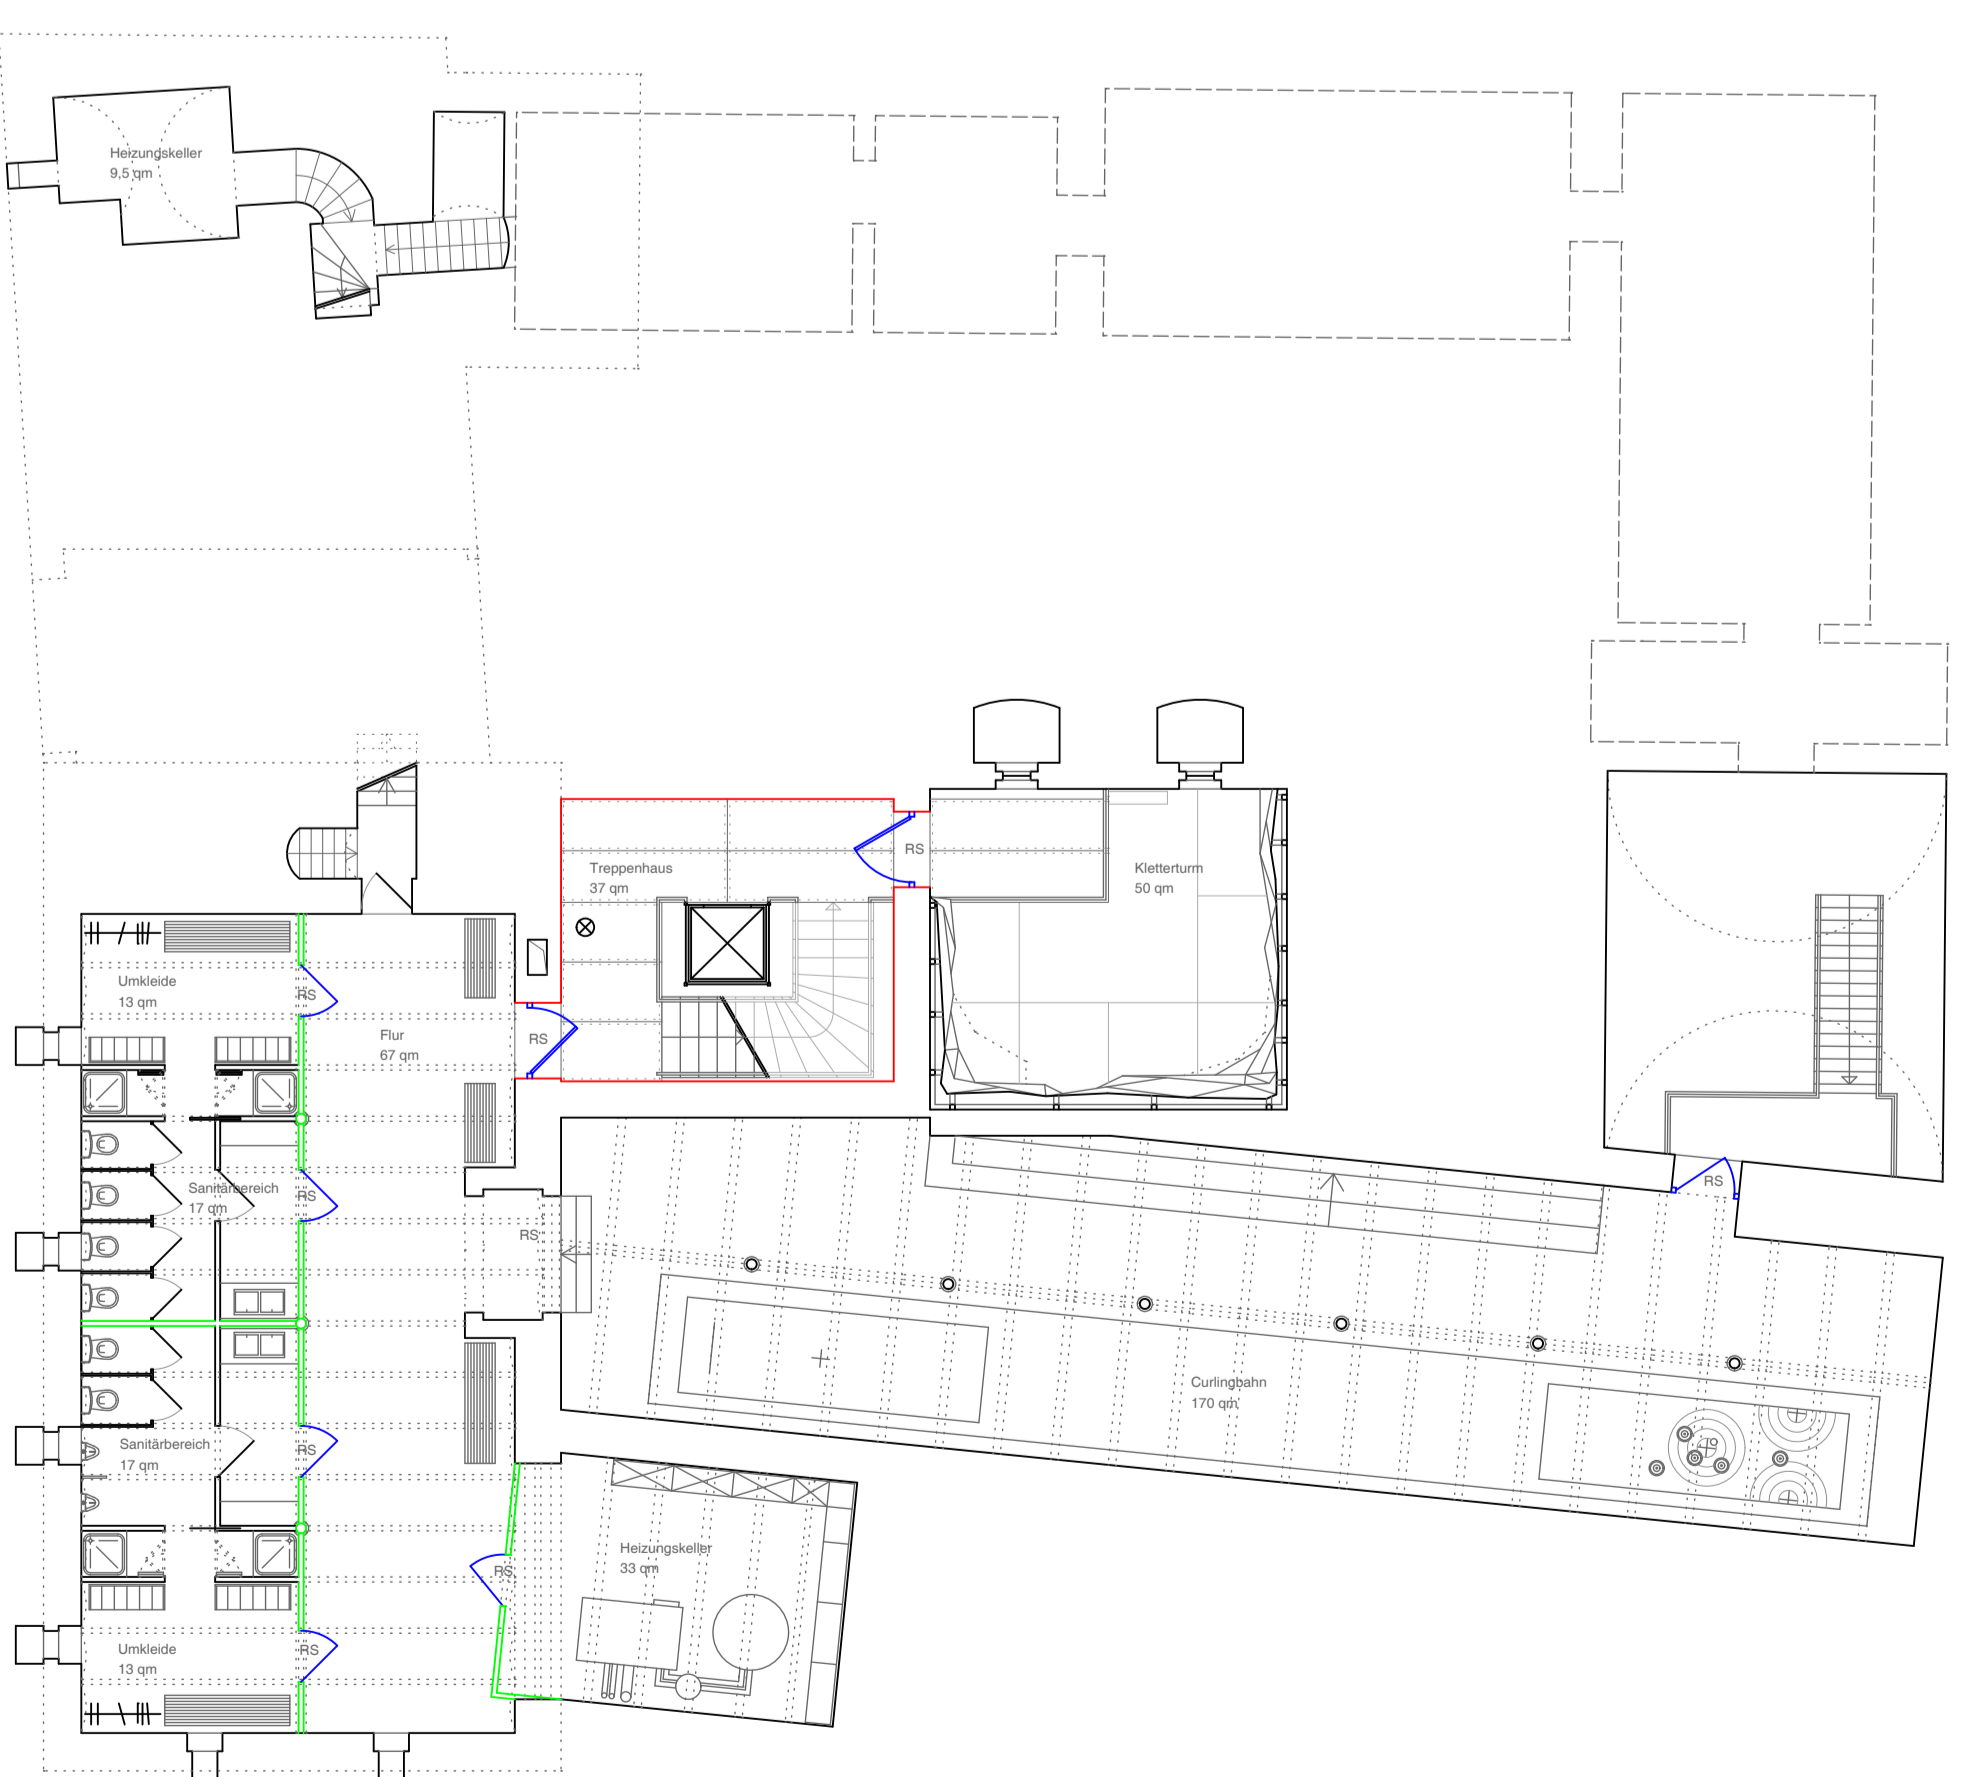 Heizungskeller
9,5 qm
Treppenhaus
37 qm
RS
Kletterturm
50 qm
Umkleide
13 qm
RS
Flur
67 qm
RS
Sanitärbereich
17 qm
RS
RS
RS
Curlingbahn
170 qm
Sanitärbereich
17 qm
RS
Heizungskeller
33 qm
RS
Umkleide
13 qm
RS